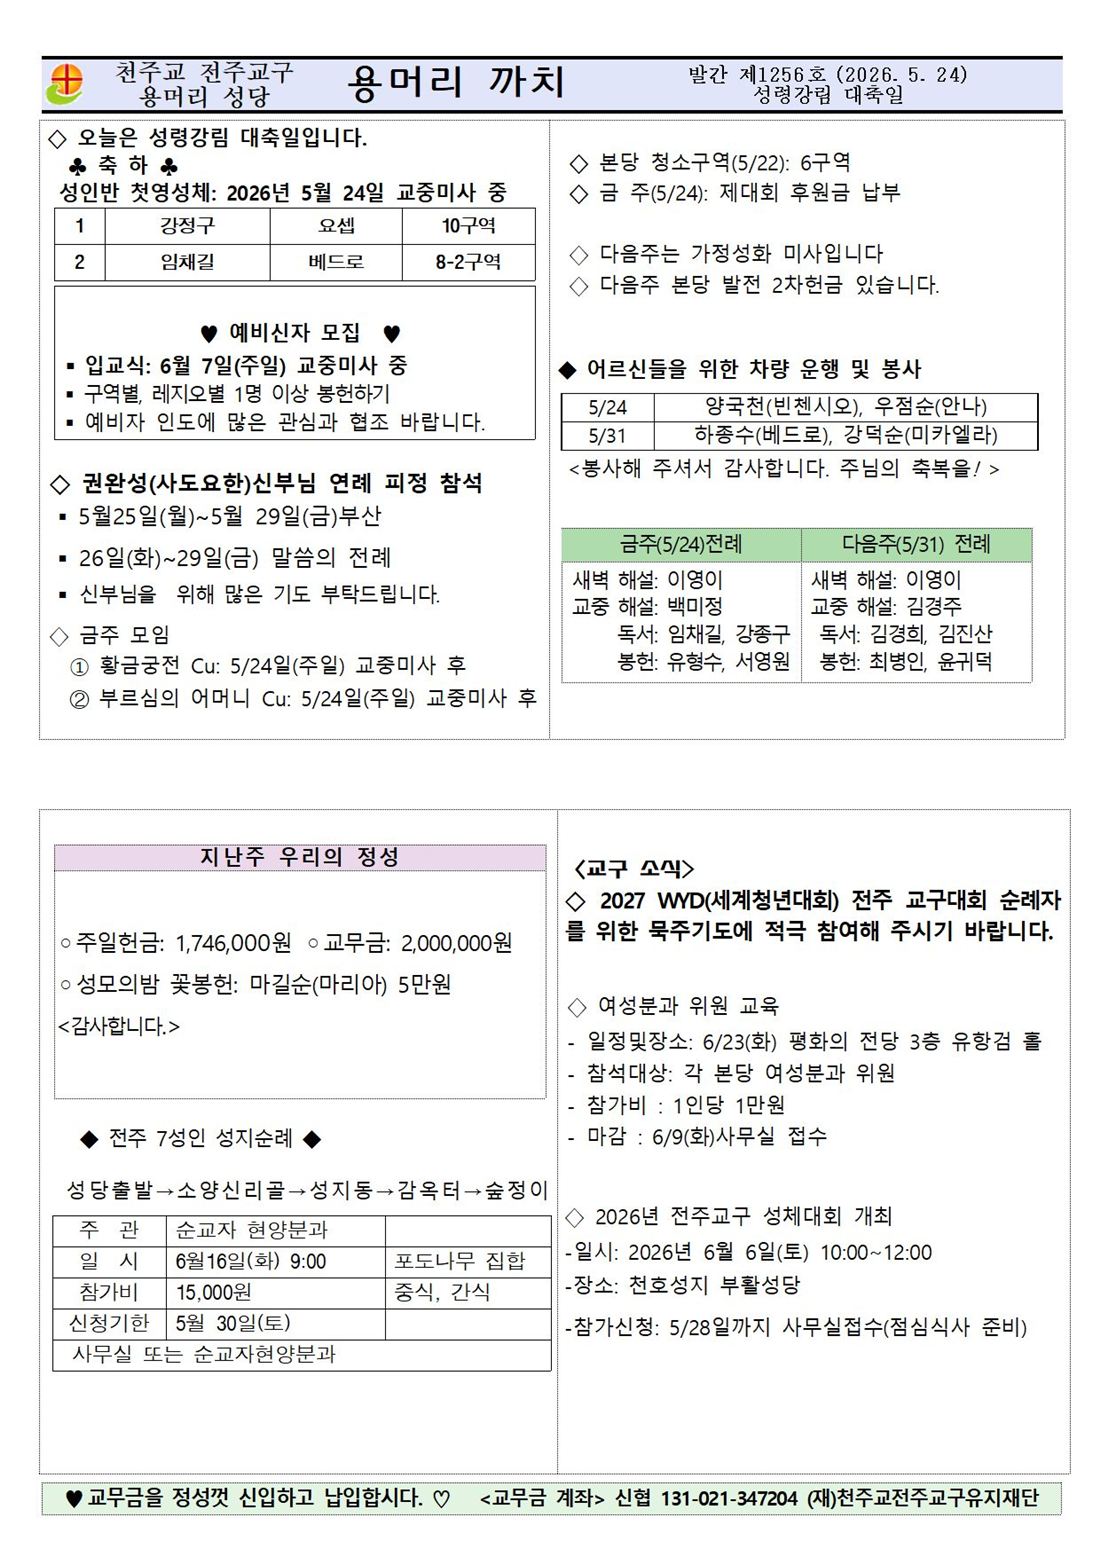 천주교 전주교구
용머리 성당
용머리 까치
발간 제1256호 (2026. 5. 24)
성령강림 대축일
◇ 오늘은 성령강림 대축일입니다.
♣ 축 하 ♣
성인반 첫영성체: 2026년 5월 24일 교중미사 중
1 강정구 요셉 10구역
2 임채길 베드로 8-2구역
♥ 예비신자 모집 ♥
▪ 입교식: 6월 7일(주일) 교중미사 중
▪ 구역별, 레지오별 1명 이상 봉헌하기
▪ 예비자 인도에 많은 관심과 협조 바랍니다.
◇ 권완성(사도요한)신부님 연례 피정 참석
▪ 5월25일(월)~5월 29일(금)부산
▪ 26일(화)~29일(금) 말씀의 전례
▪ 신부님을 위해 많은 기도 부탁드립니다.
◇ 금주 모임
① 황금궁전 Cu: 5/24일(주일) 교중미사 후
② 부르심의 어머니 Cu: 5/24일(주일) 교중미사 후
◇ 본당 청소구역(5/22): 6구역
◇ 금 주(5/24): 제대회 후원금 납부
◇ 다음주는 가정성화 미사입니다
◇ 다음주 본당 발전 2차헌금 있습니다.
◆ 어르신들을 위한 차량 운행 및 봉사
5/24 양국천(빈첸시오), 우점순(안나)
5/31 하종수(베드로), 강덕순(미카엘라)
<봉사해 주셔서 감사합니다. 주님의 축복을! >
금주(5/24)전례 다음주(5/31) 전례
새벽 해설: 이영이 새벽 해설: 이영이
교중 해설: 백미정 교중 해설: 김경주
독서: 임채길, 강종구 독서: 김경희, 김진산
봉헌: 유형수, 서영원 봉헌: 최병인, 윤귀덕
지난주 우리의 정성
○주일헌금: 1,746,000원 ○교무금: 2,000,000원
○성모의밤 꽃봉헌: 마길순(마리아) 5만원
<감사합니다.>
◆ 전주 7성인 성지순례 ◆
성당출발→소양신리골→성지동→감옥터→숲정이
주 관 순교자 현양분과
일 시 6월16일(화) 9:00 포도나무 집합
참가비 15,000원 중식, 간식
신청기한 5월 30일(토)
사무실 또는 순교자현양분과
<교구 소식>
◇ 2027 WYD(세계청년대회) 전주 교구대회 순례자
를 위한 묵주기도에 적극 참여해 주시기 바랍니다.
◇ 여성분과 위원 교육
- 일정및장소: 6/23(화) 평화의 전당 3층 유항검 홀
- 참석대상: 각 본당 여성분과 위원
- 참가비 : 1인당 1만원
- 마감 : 6/9(화)사무실 접수
◇ 2026년 전주교구 성체대회 개최
-일시: 2026년 6월 6일(토) 10:00~12:00
-장소: 천호성지 부활성당
-참가신청: 5/28일까지 사무실접수(점심식사 준비)
♥교무금을 정성껏 신입하고 납입합시다. ♡ <교무금 계좌> 신협 131-021-347204 (재)천주교전주교구유지재단